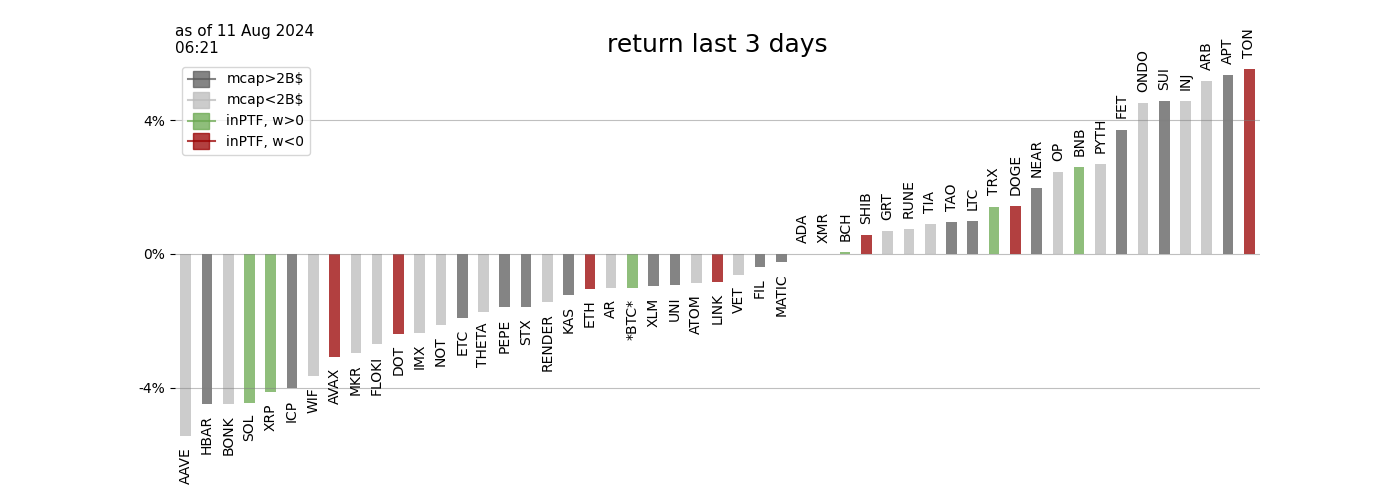 as of 11 Aug 2024
06:21
return last 3 days
mcap>2B$
mcap<2B$
inPTF, w>0
inPTF, w<0
4%
0%
-4%
AAVE
HBAR
BONK
SOL
XRP
ICP
WIF
AVAX
MKR
FLOKI
DOT
IMX
NOT
ETC
THETA
PEPE
STX
RENDER
KAS
ETH
AR
*BTC*
XLM
UNI
ATOM
LINK
VET
FIL
MATIC
ADA
XMR
BCH
SHIB
GRT
RUNE
TIA
TAO
LTC
TRX
DOGE
NEAR
OP
BNB
PYTH
FET
ONDO
SUI
INJ
ARB
APT
TON